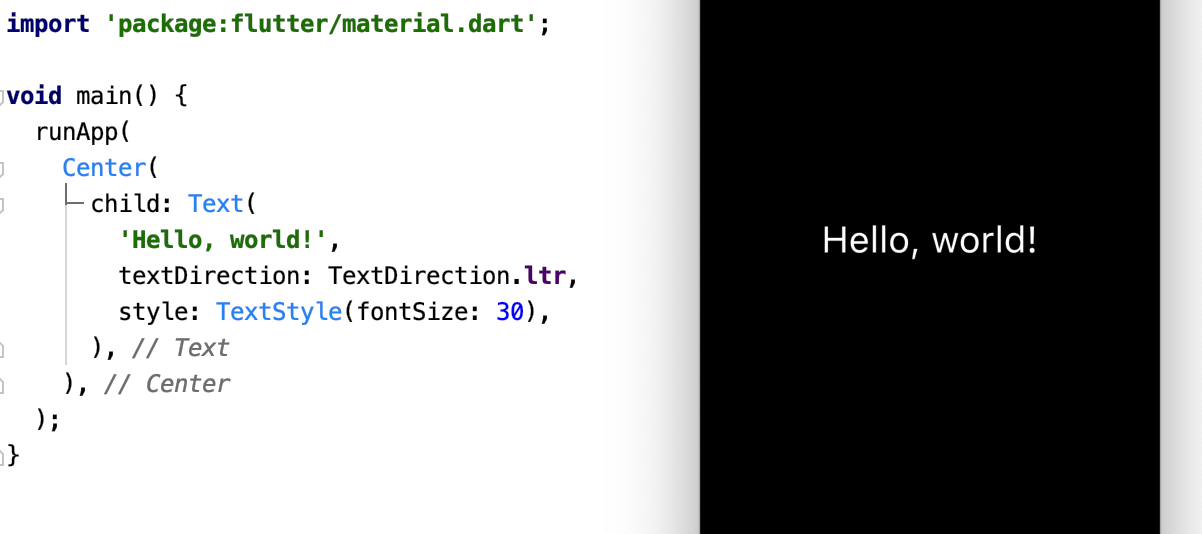 import 'package:flutter/material.dart';
void main() {
runApp(
Center(
child: Text(
'Hello, world!',
textDirection: TextDirection.ltr,
style: TextStyle(fontSize: 30),
), // Text
), // Center
);
}
Hello, world!